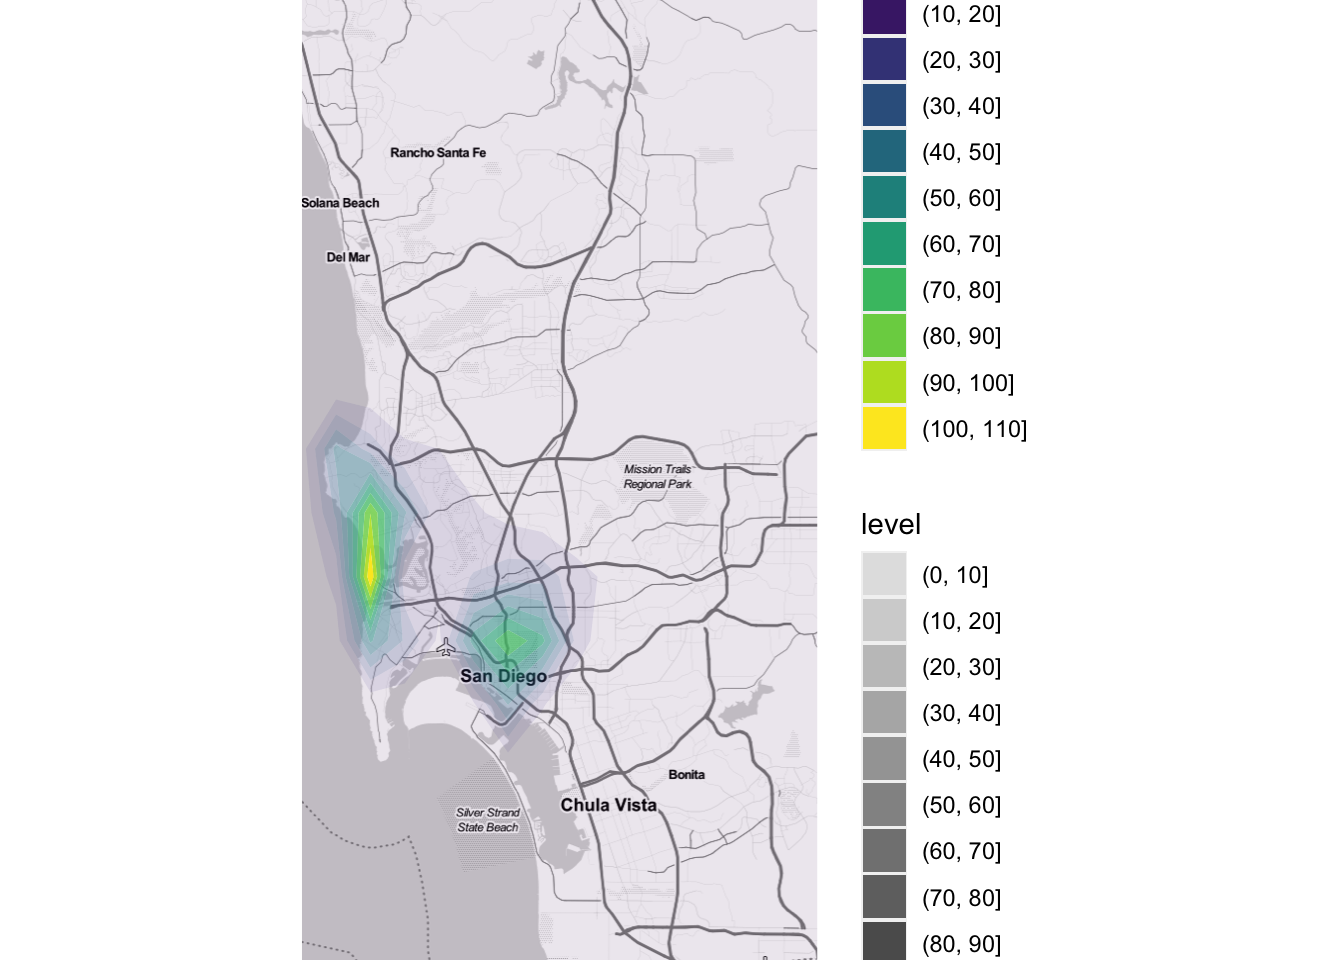 Rancho Santa Fe
Solana Beach
Del Mar
Mission Trails
Regional Park
San Diego
Bonita
Chula Vista
Silver Strand
State Beach
(10, 20]
(20, 30]
(30, 40]
(40, 50]
(50, 60]
(60, 70]
(70, 80]
(80, 90]
(90, 100]
(100, 110]
level
(0, 10]
(10, 20]
(20, 30]
(30, 40]
(40, 50]
(50, 60]
(60, 70]
(70, 80]
(80, 90]